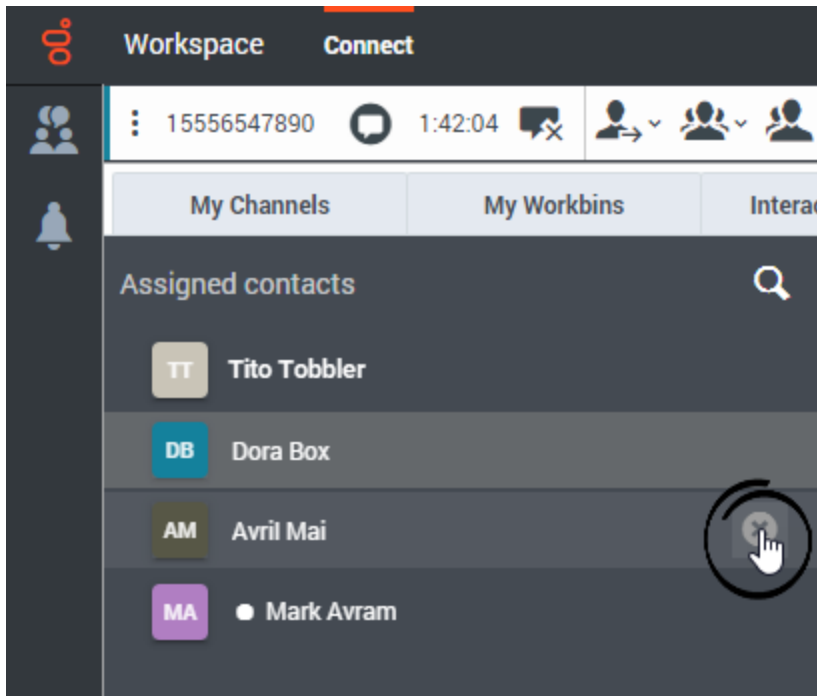 Workspace Connect
15556547890 1:42:04
My Channels My Workbins Interac
Assigned contacts
TT Tito Tobbler
DB Dora Box
AM Avril Mai
MA Mark Avram